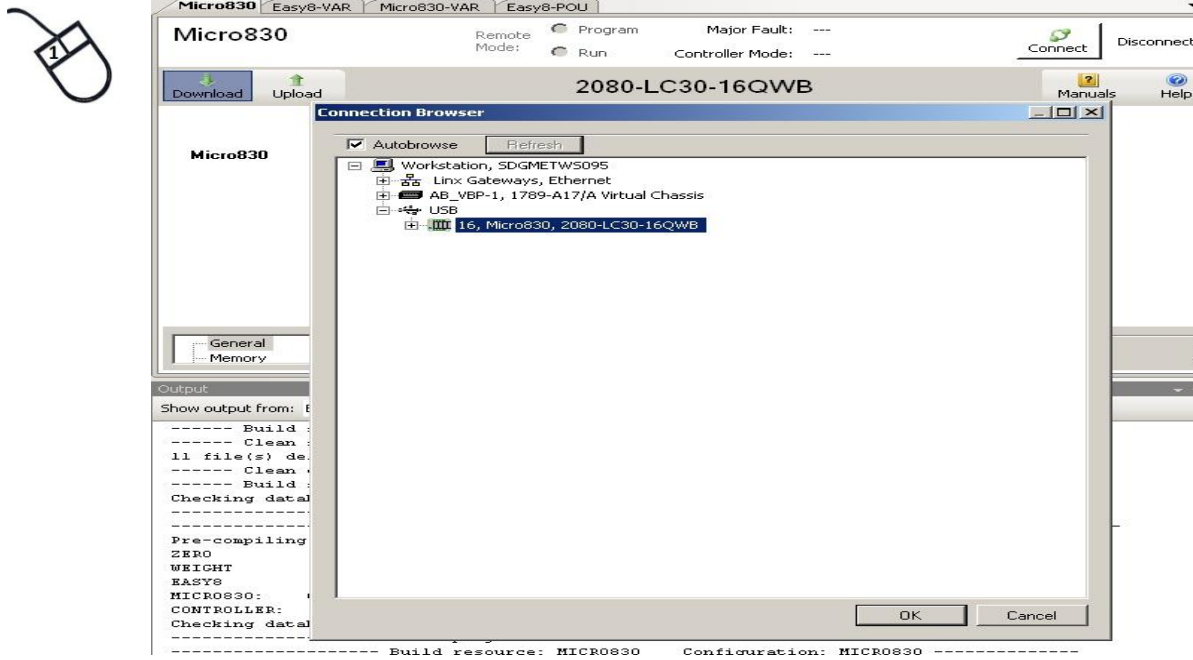 1
Micro830 Easy8-VAR Micro830-VAR Easy8-POU
Micro830 Remote Mode: Program Run Major Fault: --- Controller Mode: --- Connect Disconnect
Download Upload 2080-LC30-16QWB Manuals Help
Connection Browser
Autobrowse Refresh
Micro830
Workstation, SDGMETWS095
Linx Gateways, Ethernet
AB_VBP-1, 1789-A17/A Virtual Chassis
USB
16, Micro830, 2080-LC30-16QWB
General
Memory
Output
Show output from:
------ Build
------ Clean
11 file(s) de
------ Clean
------ Build
Checking data
Pre-compiling
ZERO
WEIGHT
EASY8
MICRO830:
CONTROLLER:
Checking data
OK Cancel
-------------------- Build resource: MICRO830 Configuration: MICRO830 --------------